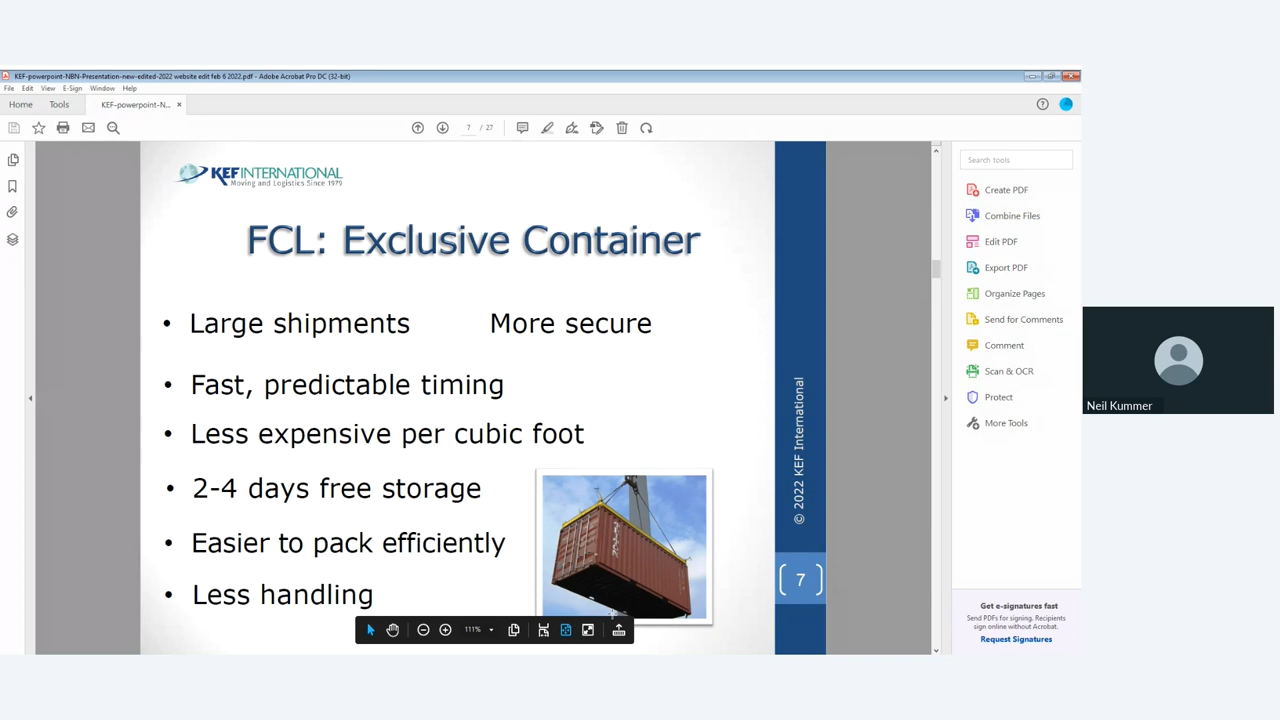 KEF-powerpoint-NBN-Presentation-new-edited-2022 website edit feb 6 2022.pdf - Adobe Acrobat Pro DC (32-bit)
File Edit View E-Sign Window Help
Home Tools KEF-powerpoint-N... ×
7 / 27
KEF INTERNATIONAL
Moving and Logistics Since 1979
FCL: Exclusive Container
• Large shipments More secure
• Fast, predictable timing
• Less expensive per cubic foot
• 2-4 days free storage
• Easier to pack efficiently
• Less handling
© 2022 KEF International
7
111%
Search tools
Create PDF
Combine Files
Edit PDF
Export PDF
Organize Pages
Send for Comments
Comment
Scan & OCR
Protect
More Tools
Get e-signatures fast
Send PDFs for signing. Recipients
sign online without Acrobat.
Request Signatures
Neil Kummer